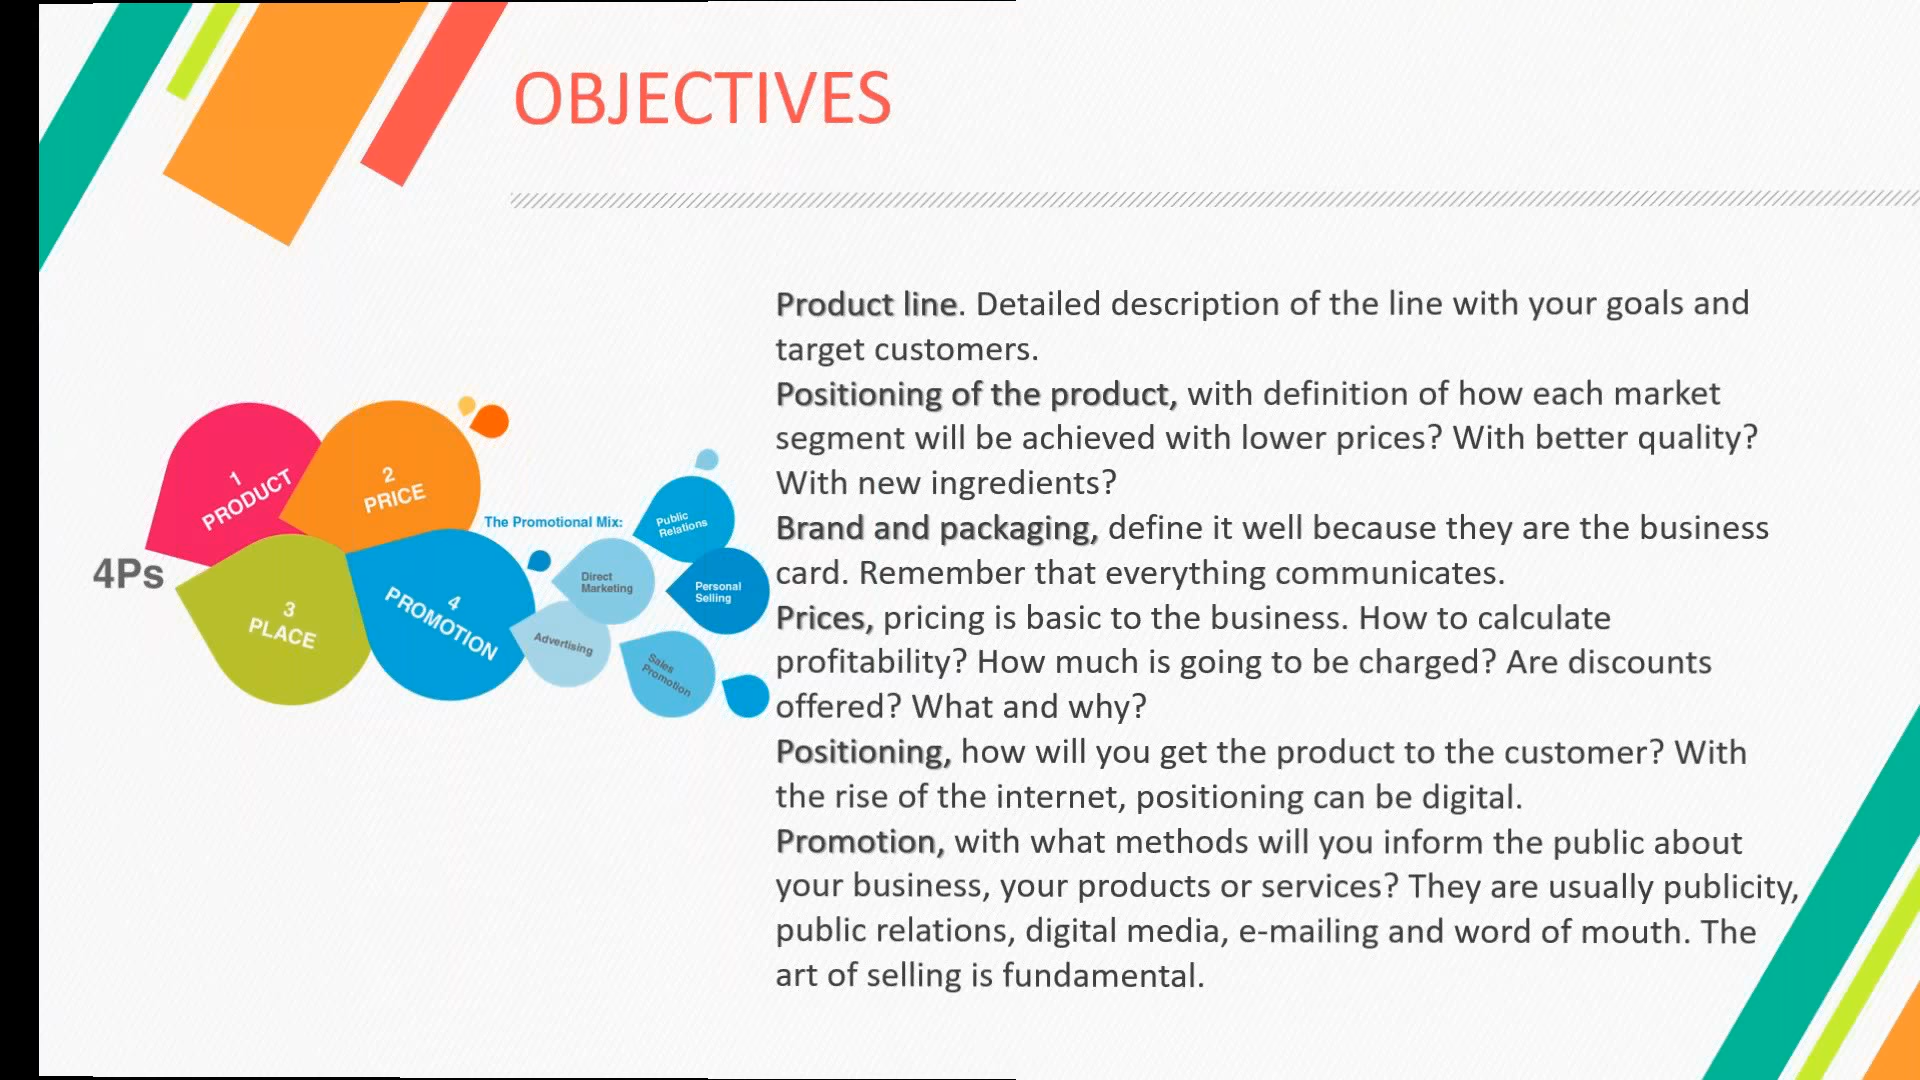 OBJECTIVES
1
PRODUCT
2
PRICE
4Ps
3
PLACE
4
PROMOTION
The Promotional Mix:
Public
Relations
Direct
Marketing
Personal
Selling
Advertising
Sales
Promotion
Product line. Detailed description of the line with your goals and
target customers.
Positioning of the product, with definition of how each market
segment will be achieved with lower prices? With better quality?
With new ingredients?
Brand and packaging, define it well because they are the business
card. Remember that everything communicates.
Prices, pricing is basic to the business. How to calculate
profitability? How much is going to be charged? Are discounts
offered? What and why?
Positioning, how will you get the product to the customer? With
the rise of the internet, positioning can be digital.
Promotion, with what methods will you inform the public about
your business, your products or services? They are usually publicity,
public relations, digital media, e-mailing and word of mouth. The
art of selling is fundamental.